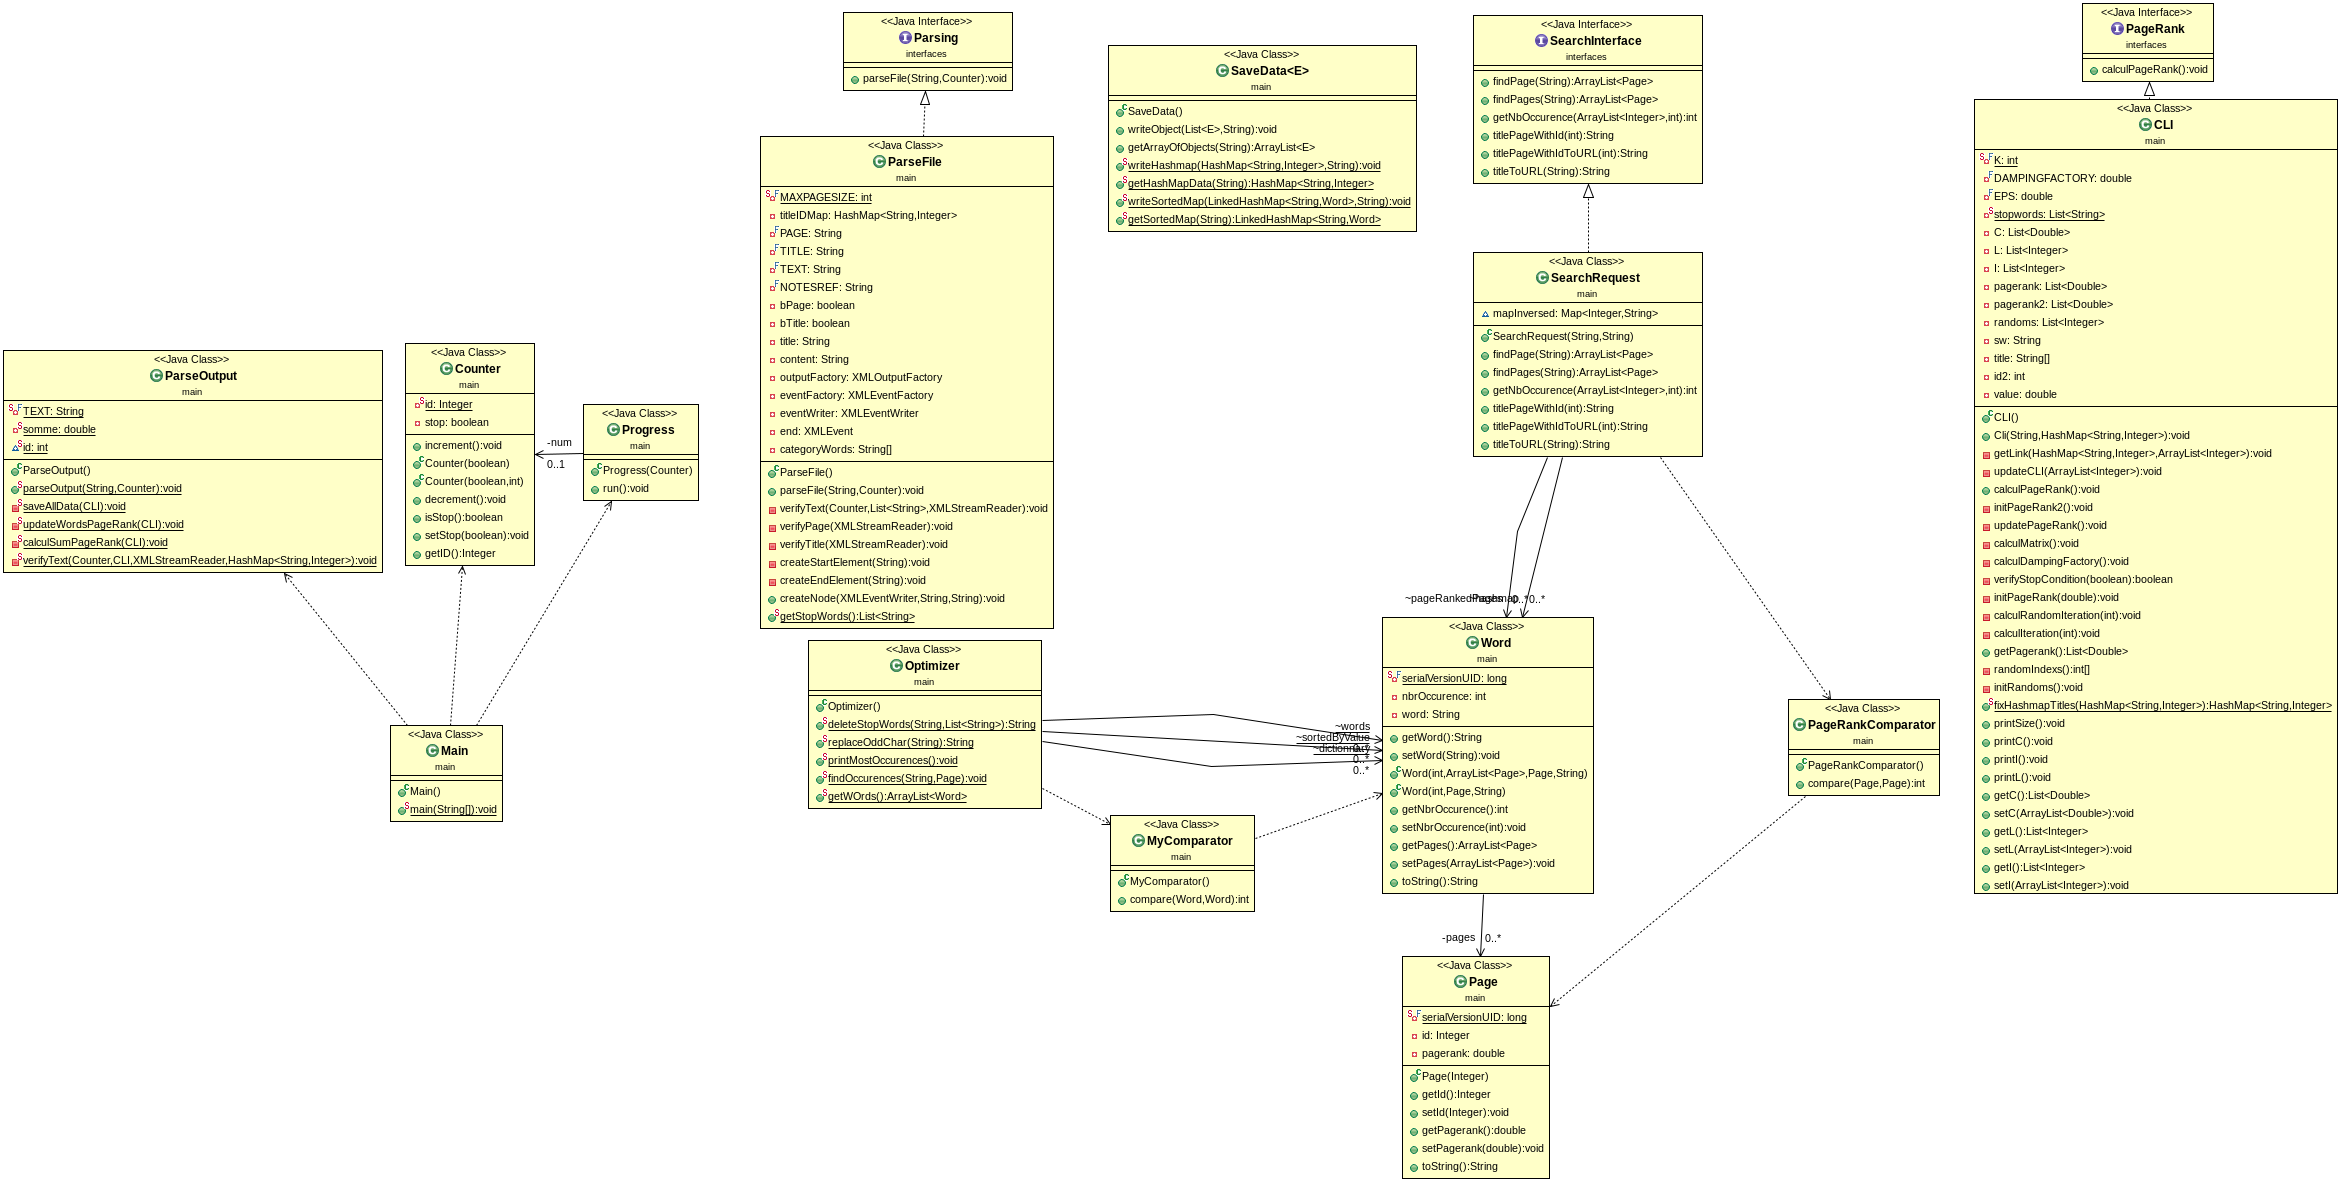 <<Java Interface>>
Parsing
interfaces
parseFile(String,Counter):void
<<Java Class>>
ParseFile
main
MAXPAGESIZE: int
titleIDMap: HashMap<String,Integer>
PAGE: String
TITLE: String
TEXT: String
NOTESREF: String
bPage: boolean
bTitle: boolean
title: String
content: String
outputFactory: XMLOutputFactory
eventFactory: XMLEventFactory
eventWriter: XMLEventWriter
end: XMLEvent
categoryWords: String[]
ParseFile()
parseFile(String,Counter):void
verifyText(Counter,List<String>,XMLStreamReader):void
verifyPage(XMLStreamReader):void
verifyTitle(XMLStreamReader):void
createStartElement(String):void
createEndElement(String):void
createNode(XMLEventWriter,String,String):void
getStopWords():List<String>
<<Java Class>>
SaveData<E>
main
SaveData()
writeObject(List<E>,String):void
getArrayOfObjects(String):ArrayList<E>
writeHashmap(HashMap<String,Integer>,String):void
getHashMapData(String):HashMap<String,Integer>
writeSortedMap(LinkedHashMap<String,Word>,String):void
getSortedMap(String):LinkedHashMap<String,Word>
<<Java Interface>>
SearchInterface
interfaces
findPage(String):ArrayList<Page>
findPages(String):ArrayList<Page>
getNbOccurence(ArrayList<Integer>,int):int
titlePageWithId(int):String
titlePageWithIdToURL(int):String
titleToURL(String):String
<<Java Class>>
SearchRequest
main
mapInversed: Map<Integer,String>
SearchRequest(String,String)
findPage(String):ArrayList<Page>
findPages(String):ArrayList<Page>
getNbOccurence(ArrayList<Integer>,int):int
titlePageWithId(int):String
titlePageWithIdToURL(int):String
titleToURL(String):String
<<Java Interface>>
PageRank
interfaces
calculPageRank():void
<<Java Class>>
CLI
main
K: int
DAMPINGFACTORY: double
EPS: double
stopwords: List<String>
C: List<Double>
L: List<Integer>
I: List<Integer>
pagerank: List<Double>
pagerank2: List<Double>
randoms: List<Integer>
sw: String
title: String[]
id2: int
value: double
CLI()
Cli(String,HashMap<String,Integer>):void
getLink(HashMap<String,Integer>,ArrayList<Integer>):void
updateCLI(ArrayList<Integer>):void
calculPageRank():void
initPageRank2():void
updatePageRank():void
calculMatrix():void
calculDampingFactory():void
verifyStopCondition(boolean):boolean
initPageRank(double):void
calculRandomIteration(int):void
calculIteration(int):void
getPagerank():List<Double>
randomIndexs():int[]
initRandoms():void
fixHashmapTitles(HashMap<String,Integer>):HashMap<String,Integer>
printSize():void
printC():void
printI():void
printL():void
getC():List<Double>
setC(ArrayList<Double>):void
getL():List<Integer>
setL(ArrayList<Integer>):void
getI():List<Integer>
setI(ArrayList<Integer>):void
<<Java Class>>
ParseOutput
main
TEXT: String
somme: double
id: int
ParseOutput()
parseOutput(String,Counter):void
saveAllData(CLI):void
updateWordsPageRank(CLI):void
calculSumPageRank(CLI):void
verifyText(Counter,CLI,XMLStreamReader,HashMap<String,Integer>):void
<<Java Class>>
Counter
main
id: Integer
stop: boolean
increment():void
Counter(boolean)
Counter(boolean,int)
decrement():void
isStop():boolean
setStop(boolean):void
getID():Integer
-num
0..1
<<Java Class>>
Progress
main
Progress(Counter)
run():void
<<Java Class>>
Main
main
Main()
main(String[]):void
<<Java Class>>
Optimizer
main
Optimizer()
deleteStopWords(String,List<String>):String
replaceOddChar(String):String
printMostOccurences():void
findOccurences(String,Page):void
getWOrds():ArrayList<Word>
~words
~sortedByValue
~dictionnary
0..*
0..*
<<Java Class>>
MyComparator
main
MyComparator()
compare(Word,Word):int
0..*
<<Java Class>>
Word
main
serialVersionUID: long
nbrOccurence: int
word: String
getWord():String
setWord(String):void
Word(int,ArrayList<Page>,Page,String)
Word(int,Page,String)
getNbrOccurence():int
setNbrOccurence(int):void
getPages():ArrayList<Page>
setPages(ArrayList<Page>):void
toString():String
-pages
0..*
<<Java Class>>
Page
main
serialVersionUID: long
id: Integer
pagerank: double
Page(Integer)
getId():Integer
setId(Integer):void
getPagerank():double
setPagerank(double):void
toString():String
<<Java Class>>
PageRankComparator
main
PageRankComparator()
compare(Page,Page):int